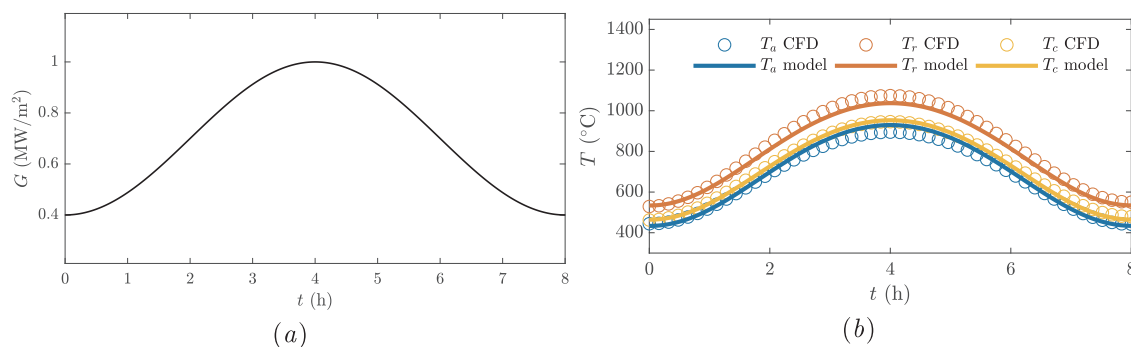 1
0.8
0.6
0.4
G (MW/m²)
0 1 2 3 4 5 6 7 8
t (h)
(a)
1400
1200
1000
800
600
400
T (°C)
T_a CFD T_r CFD T_c CFD
T_a model T_r model T_c model
0 2 4 6 8
t (h)
(b)